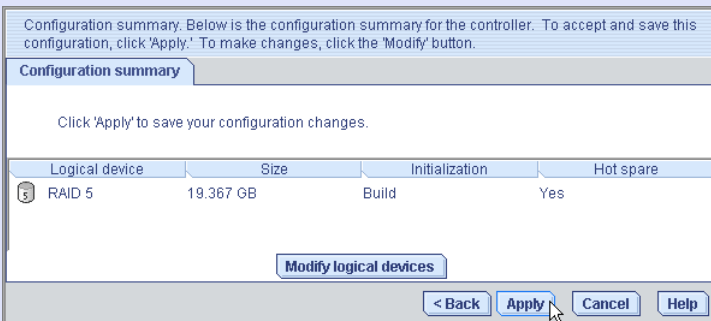 Configuration summary. Below is the configuration summary for the controller. To accept and save this
configuration, click 'Apply.' To make changes, click the 'Modify' button.
Configuration summary
Click 'Apply' to save your configuration changes.
Logical device Size Initialization Hot spare
5 RAID 5 19.367 GB Build Yes
Modify logical devices
< Back Apply Cancel Help